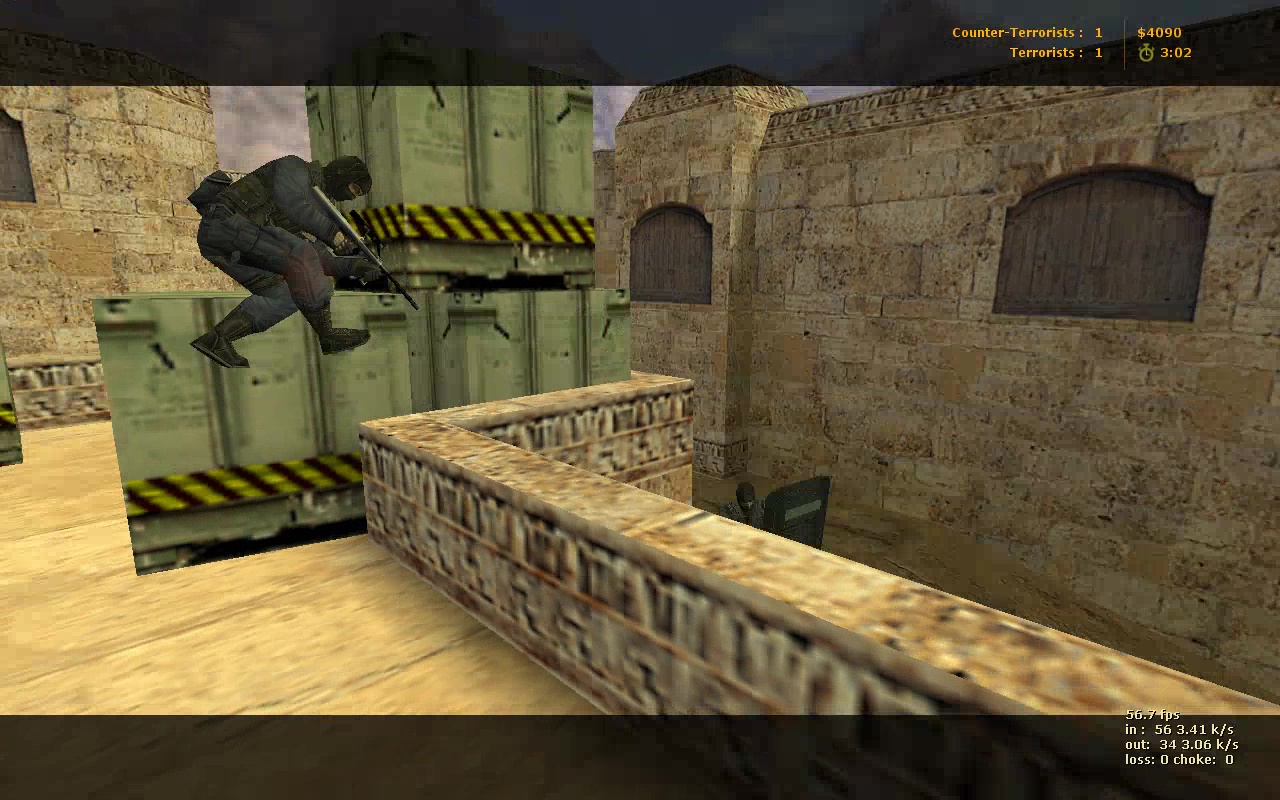 Counter-Terrorists : 1 $4090
Terrorists : 1 3:02
56.7 fps
in : 56 3.41 k/s
out: 34 3.06 k/s
loss: 0 choke: 0